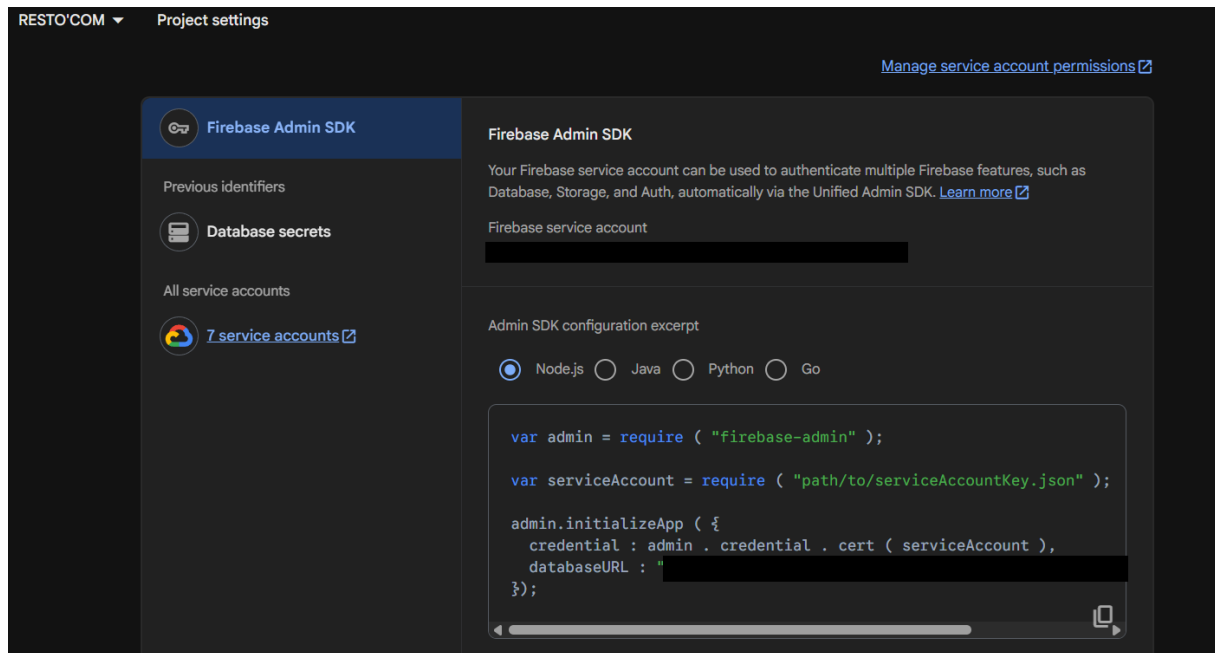 RESTO'COM Project settings
Manage service account permissions
Firebase Admin SDK
Previous identifiers
Database secrets
All service accounts
7 service accounts
Firebase Admin SDK
Your Firebase service account can be used to authenticate multiple Firebase features, such as
Database, Storage, and Auth, automatically via the Unified Admin SDK. Learn more
Firebase service account
Admin SDK configuration excerpt
Node.js Java Python Go
var admin = require ( "firebase-admin" );
var serviceAccount = require ( "path/to/serviceAccountKey.json" );
admin.initializeApp ( {
credential : admin . credential . cert ( serviceAccount ),
databaseURL : "
});